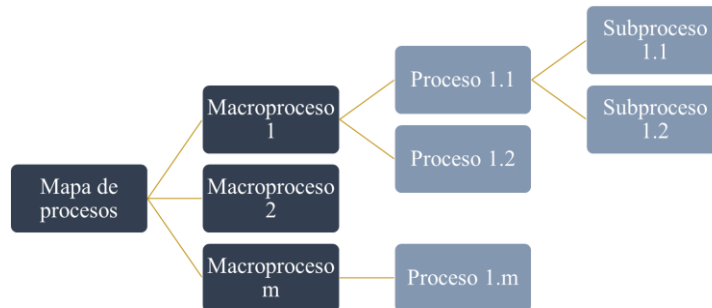 Mapa de
procesos
Macroproceso
1
Macroproceso
2
Macroproceso
m
Proceso 1.1
Proceso 1.2
Proceso 1.m
Subproceso
1.1
Subproceso
1.2